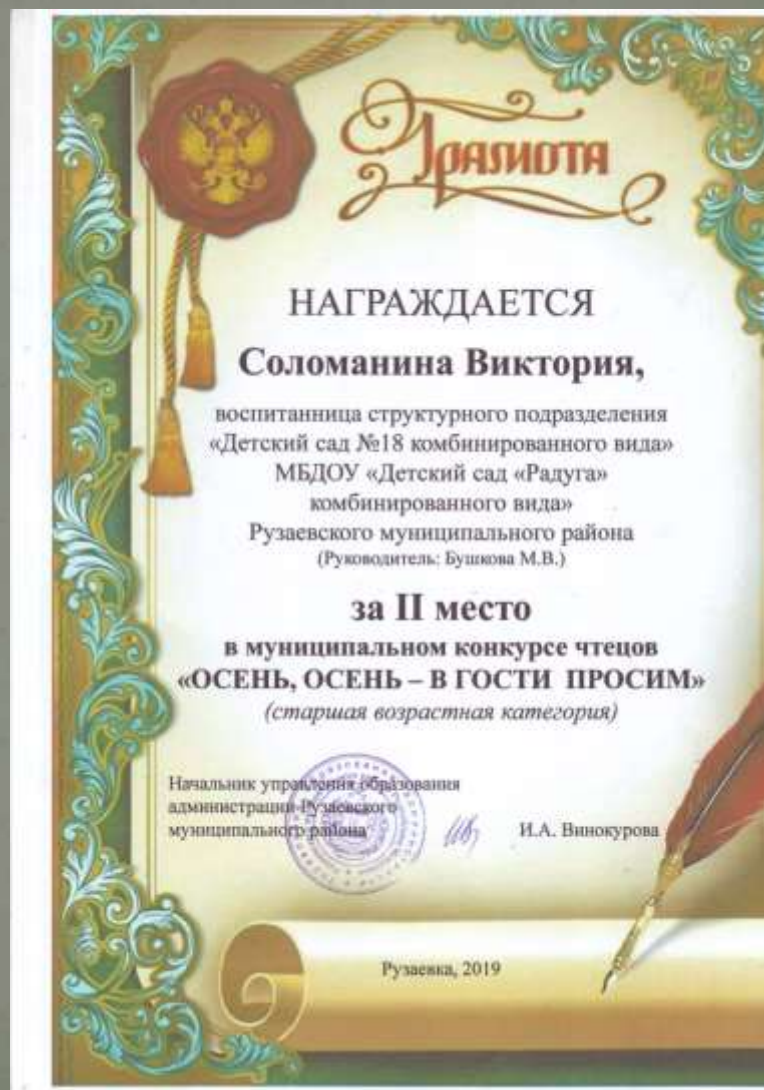 Грамота
НАГРАЖДАЕТСЯ
Соломанина Виктория,
воспитанница структурного подразделения
«Детский сад №18 комбинированного вида»
МБДОУ «Детский сад «Радуга»
комбинированного вида»
Рузаевского муниципального района
(Руководитель: Бушкова М.В.)
за II место
в муниципальном конкурсе чтецов
«ОСЕНЬ, ОСЕНЬ – В ГОСТИ ПРОСИМ»
(старшая возрастная категория)
Начальник управления образования
администрации Рузаевского
муниципального района И.А. Винокурова
Рузаевка, 2019